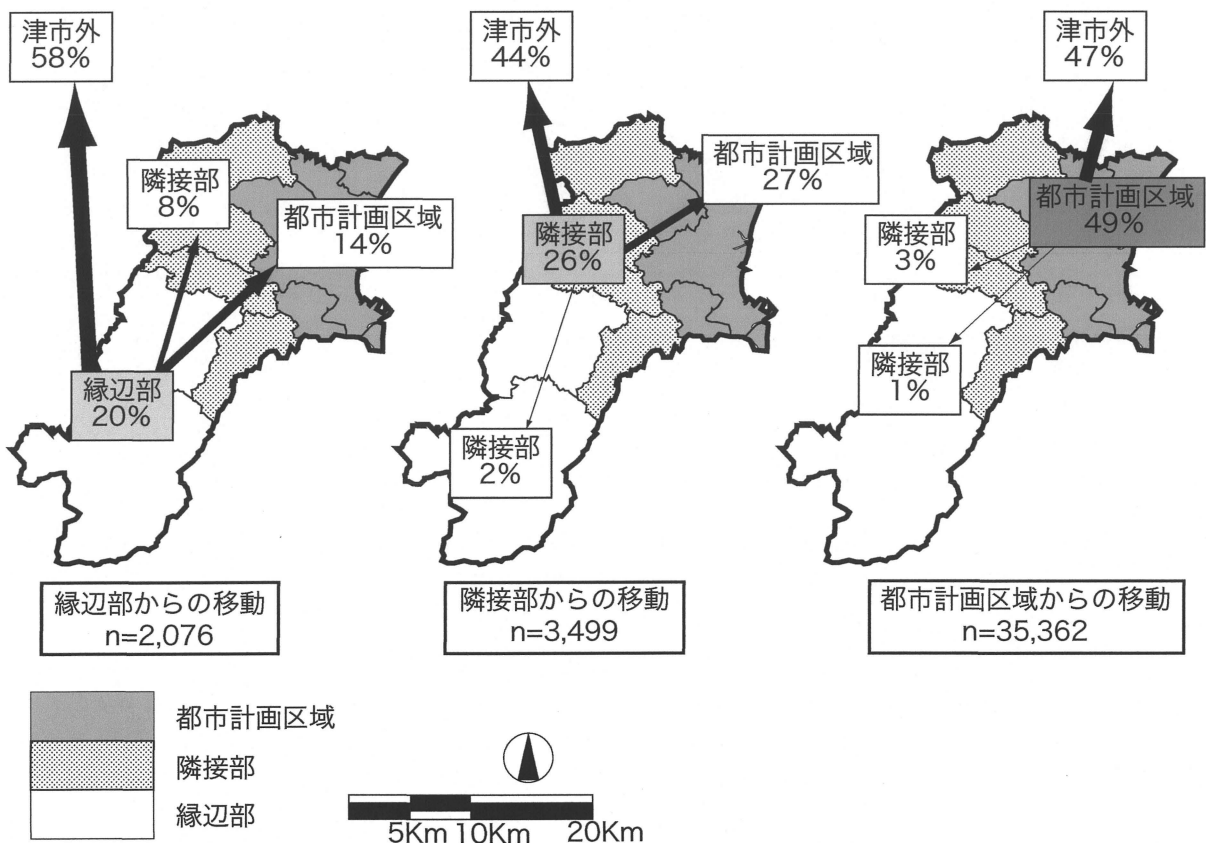 津市外
58%
隣接部
8%
都市計画区域
14%
縁辺部
20%
縁辺部からの移動
n=2,076
津市外
44%
都市計画区域
27%
隣接部
26%
隣接部
2%
隣接部からの移動
n=3,499
津市外
47%
都市計画区域
49%
隣接部
3%
隣接部
1%
都市計画区域からの移動
n=35,362
都市計画区域
隣接部
縁辺部
5Km 10Km 20Km